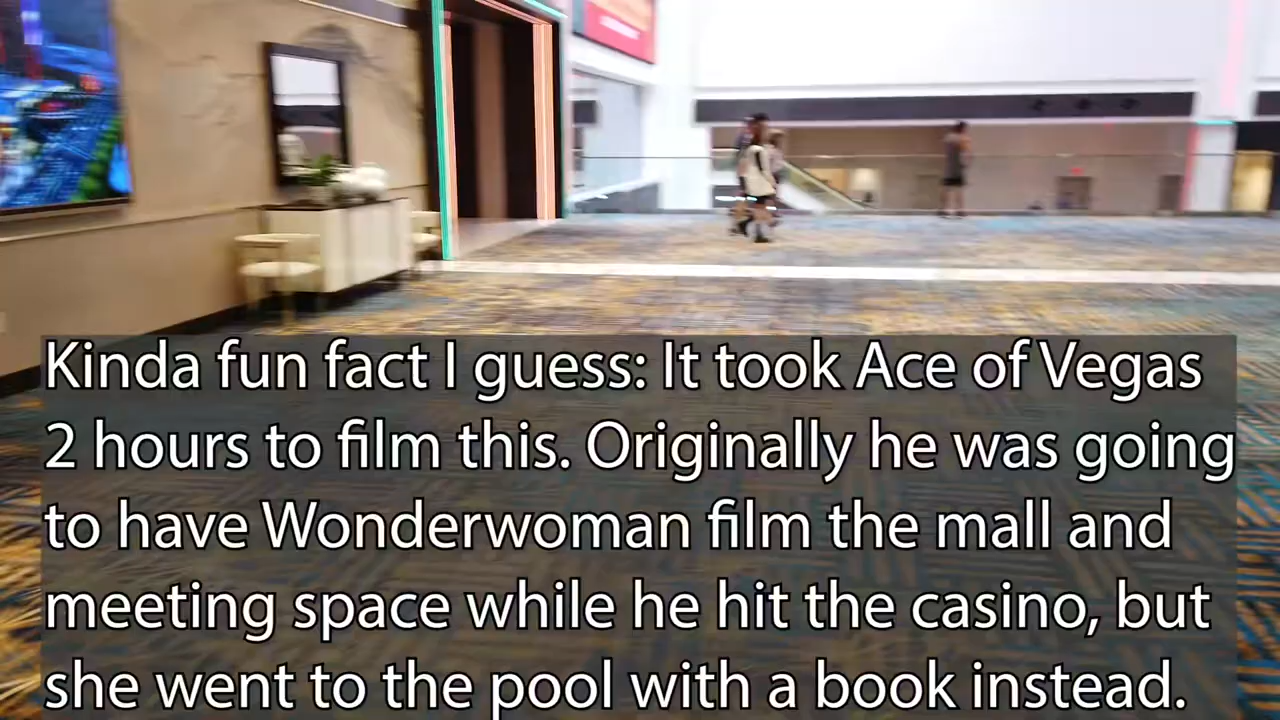 Kinda fun fact I guess: It took Ace of Vegas
2 hours to film this. Originally he was going
to have Wonderwoman film the mall and
meeting space while he hit the casino, but
she went to the pool with a book instead.